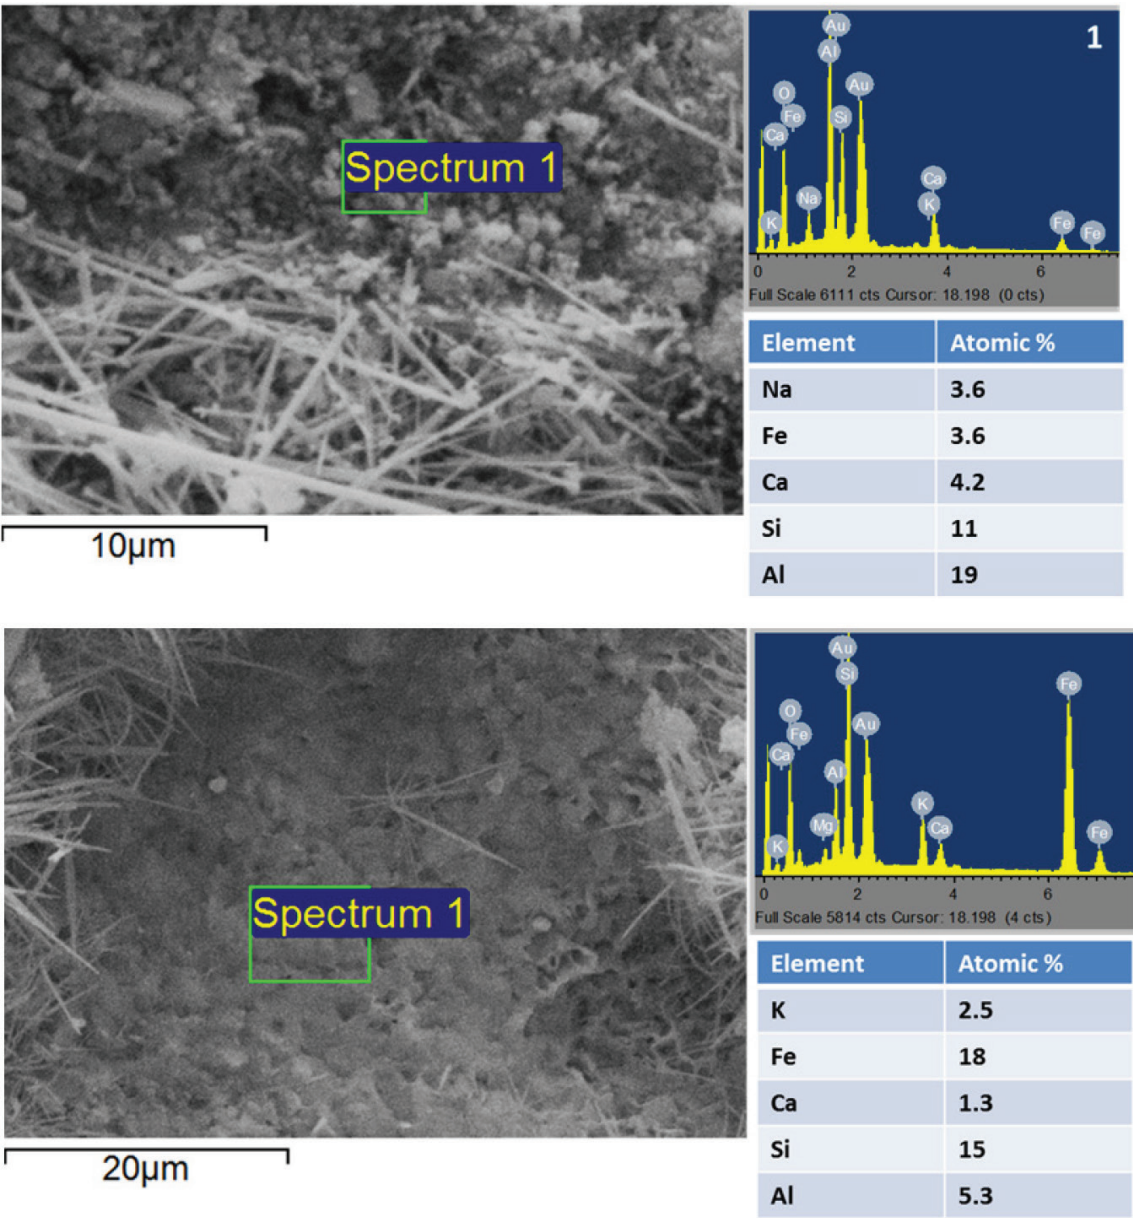 Spectrum 1
10µm
1
Au
Al
Au
O
Fe
Si
Ca
Na
K
Ca
K
Fe
Fe
0 2 4 6
Full Scale 6111 cts Cursor: 18.198 (0 cts)
Element Atomic %
Na 3.6
Fe 3.6
Ca 4.2
Si 11
Al 19
Spectrum 1
20µm
Au
Si
Fe
O
Au
Fe
Ca
Al
K
Mg
Ca
Fe
K
0 2 4 6
Full Scale 5814 cts Cursor: 18.198 (4 cts)
Element Atomic %
K 2.5
Fe 18
Ca 1.3
Si 15
Al 5.3